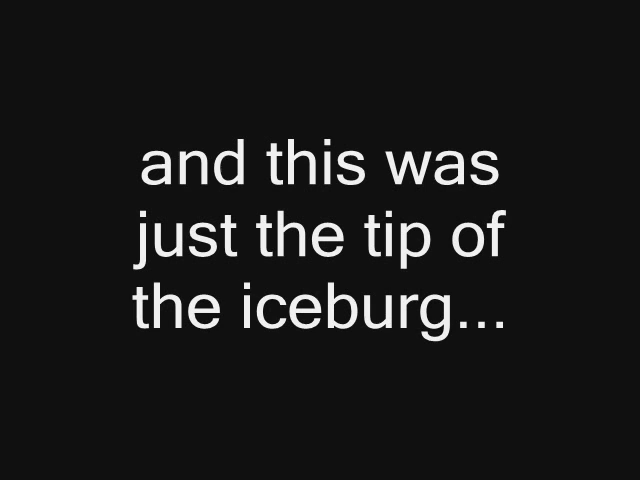 and this was
just the tip of
the iceburg...